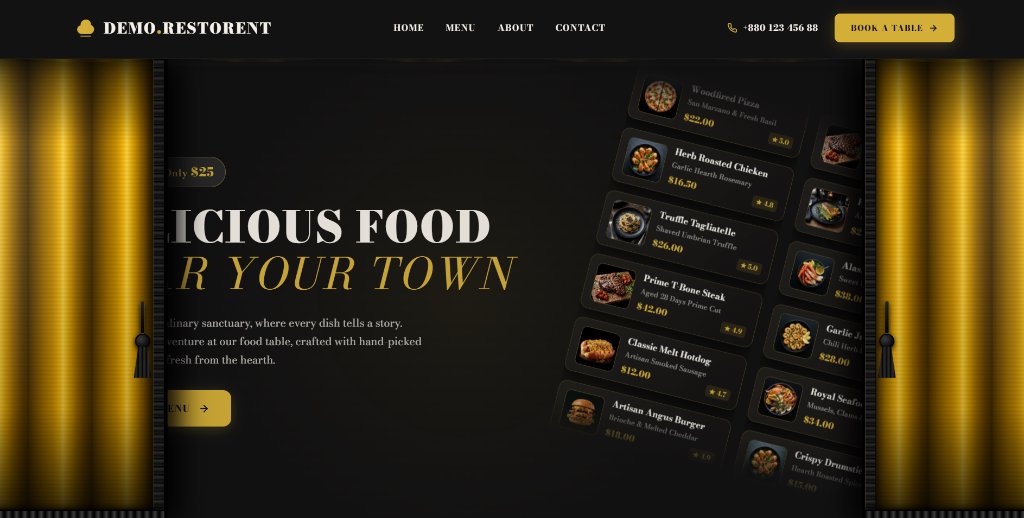 DEMO.RESTORENT
HOME MENU ABOUT CONTACT
+880 123 456 88
BOOK A TABLE →
Only $25
LICIOUS FOOD
R YOUR TOWN
linary sanctuary, where every dish tells a story.
venture at our food table, crafted with hand-picked
fresh from the hearth.
ENU →
Woodfired Pizza
San Marzano & Fresh Basil
$22.00
★ 5.0
Herb Roasted Chicken
Garlic Hearth Rosemary
$16.50
★ 4.8
Truffle Tagliatelle
Shaved Umbrian Truffle
$26.00
★ 5.0
Prime T Bone Steak
Aged 28 Days Prime Cut
$42.00
★ 4.9
Classic Melt Hotdog
Artisan Smoked Sausage
$12.00
★ 4.7
Artisan Angus Burger
Brioche & Melted Cheddar
$18.00
★ 4.9
Alas
$38.00
Garlic J
Chili Herb
$28.00
Royal Seafo
Mussels, Clams
$34.00
Crispy Drumsti
Hearth Roasted Spi
$15.00